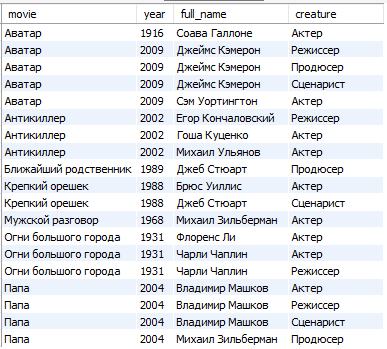 movie year full_name creature
Аватар 1916 Соава Галлоне Актер
Аватар 2009 Джеймс Кэмерон Режиссер
Аватар 2009 Джеймс Кэмерон Продюсер
Аватар 2009 Джеймс Кэмерон Сценарист
Аватар 2009 Сэм Уортингтон Актер
Антикиллер 2002 Егор Кончаловский Режиссер
Антикиллер 2002 Гоша Куценко Актер
Антикиллер 2002 Михаил Ульянов Актер
Ближайший родственник 1989 Джеб Стюарт Продюсер
Крепкий орешек 1988 Брюс Уиллис Актер
Крепкий орешек 1988 Джеб Стюарт Сценарист
Мужской разговор 1968 Михаил Зильберман Актер
Огни большого города 1931 Флоренс Ли Актер
Огни большого города 1931 Чарли Чаплин Актер
Огни большого города 1931 Чарли Чаплин Режиссер
Папа 2004 Владимир Машков Актер
Папа 2004 Владимир Машков Режиссер
Папа 2004 Владимир Машков Сценарист
Папа 2004 Михаил Зильберман Продюсер